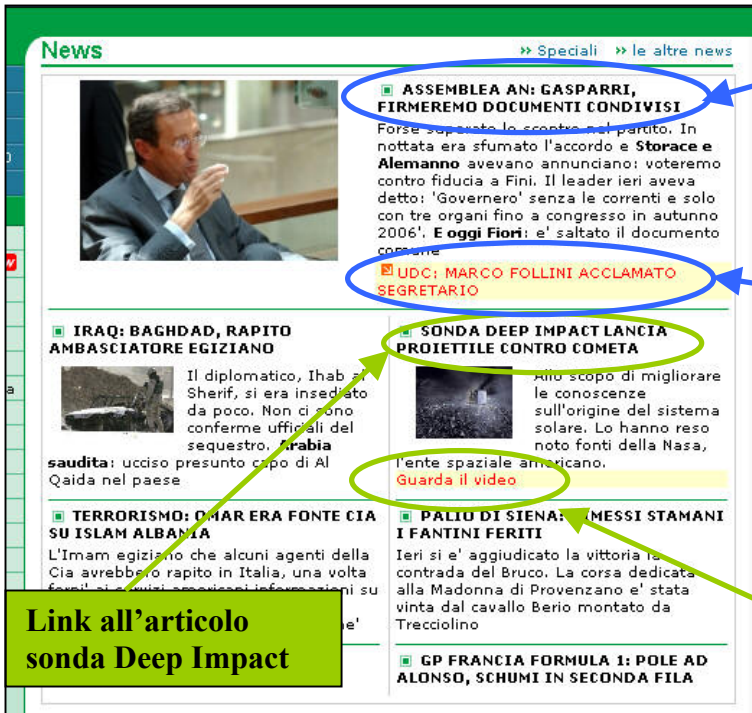 News
» Speciali » le altre news
ASSEMBLEA AN: GASPARRI,
FIRMEREMO DOCUMENTI CONDIVISI
Forse superato lo scontro nel partito. In
nottata era sfumato l'accordo e Storace e
Alemanno avevano annunciano: voteremo
contro fiducia a Fini. Il leader ieri aveva
detto: 'Governero' senza le correnti e solo
con tre organi fino a congresso in autunno
2006'. E oggi Fiori: e' saltato il documento
comune
UDC: MARCO FOLLINI ACCLAMATO
SEGRETARIO
IRAQ: BAGHDAD, RAPITO
AMBASCIATORE EGIZIANO
Il diplomatico, Ihab al
Sherif, si era insediato
da poco. Non ci sono
conferme ufficiali del
sequestro. Arabia
saudita: ucciso presunto capo di Al
Qaida nel paese
SONDA DEEP IMPACT LANCIA
PROIETTILE CONTRO COMETA
Allo scopo di migliorare
le conoscenze
sull'origine del sistema
solare. Lo hanno reso
noto fonti della Nasa,
l'ente spaziale americano.
Guarda il video
TERRORISMO: OMAR ERA FONTE CIA
SU ISLAM ALBANIA
L'Imam egiziano che alcuni agenti della
Cia avrebbero rapito in Italia, una volta
forni' ai servizi americani informazioni su
PALIO DI SIENA: DIMESSI STAMANI
I FANTINI FERITI
Ieri si e' aggiudicato la vittoria la
contrada del Bruco. La corsa dedicata
alla Madonna di Provenzano e' stata
vinta dal cavallo Berio montato da
Trecciolino
GP FRANCIA FORMULA 1: POLE AD
ALONSO, SCHUMI IN SECONDA FILA
Link all'articolo
sonda Deep Impact